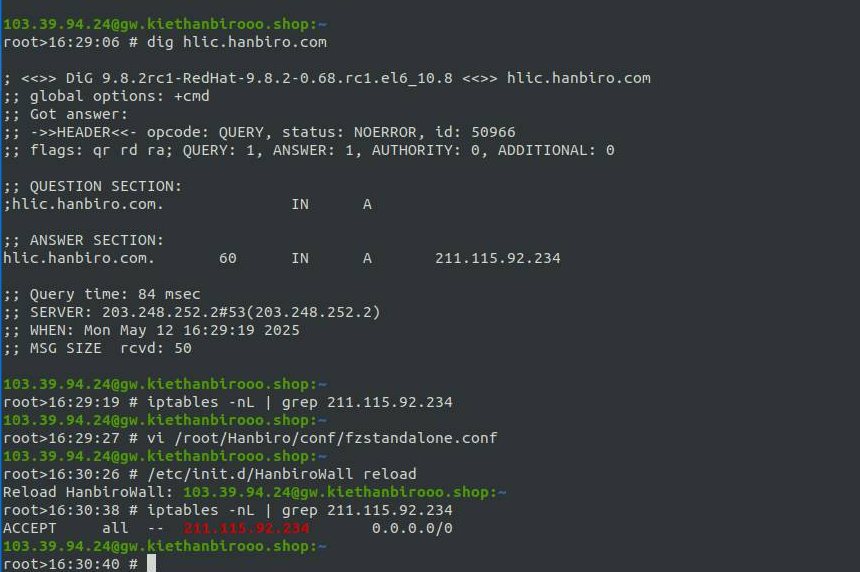 103.39.94.24@gw.kiethanbirooo.shop:~
root>16:29:06 # dig hlic.hanbiro.com
; <<>> DiG 9.8.2rc1-RedHat-9.8.2-0.68.rc1.el6_10.8 <<>> hlic.hanbiro.com
;; global options: +cmd
;; Got answer:
;; ->>HEADER<<- opcode: QUERY, status: NOERROR, id: 50966
;; flags: qr rd ra; QUERY: 1, ANSWER: 1, AUTHORITY: 0, ADDITIONAL: 0
;; QUESTION SECTION:
;hlic.hanbiro.com. IN A
;; ANSWER SECTION:
hlic.hanbiro.com. 60 IN A 211.115.92.234
;; Query time: 84 msec
;; SERVER: 203.248.252.2#53(203.248.252.2)
;; WHEN: Mon May 12 16:29:19 2025
;; MSG SIZE rcvd: 50
103.39.94.24@gw.kiethanbirooo.shop:~
root>16:29:19 # iptables -nL | grep 211.115.92.234
103.39.94.24@gw.kiethanbirooo.shop:~
root>16:29:27 # vi /root/Hanbiro/conf/fzstandalone.conf
103.39.94.24@gw.kiethanbirooo.shop:~
root>16:30:26 # /etc/init.d/HanbiroWall reload
Reload HanbiroWall: 103.39.94.24@gw.kiethanbirooo.shop:~
root>16:30:38 # iptables -nL | grep 211.115.92.234
ACCEPT all -- 211.115.92.234 0.0.0.0/0
103.39.94.24@gw.kiethanbirooo.shop:~
root>16:30:40 #